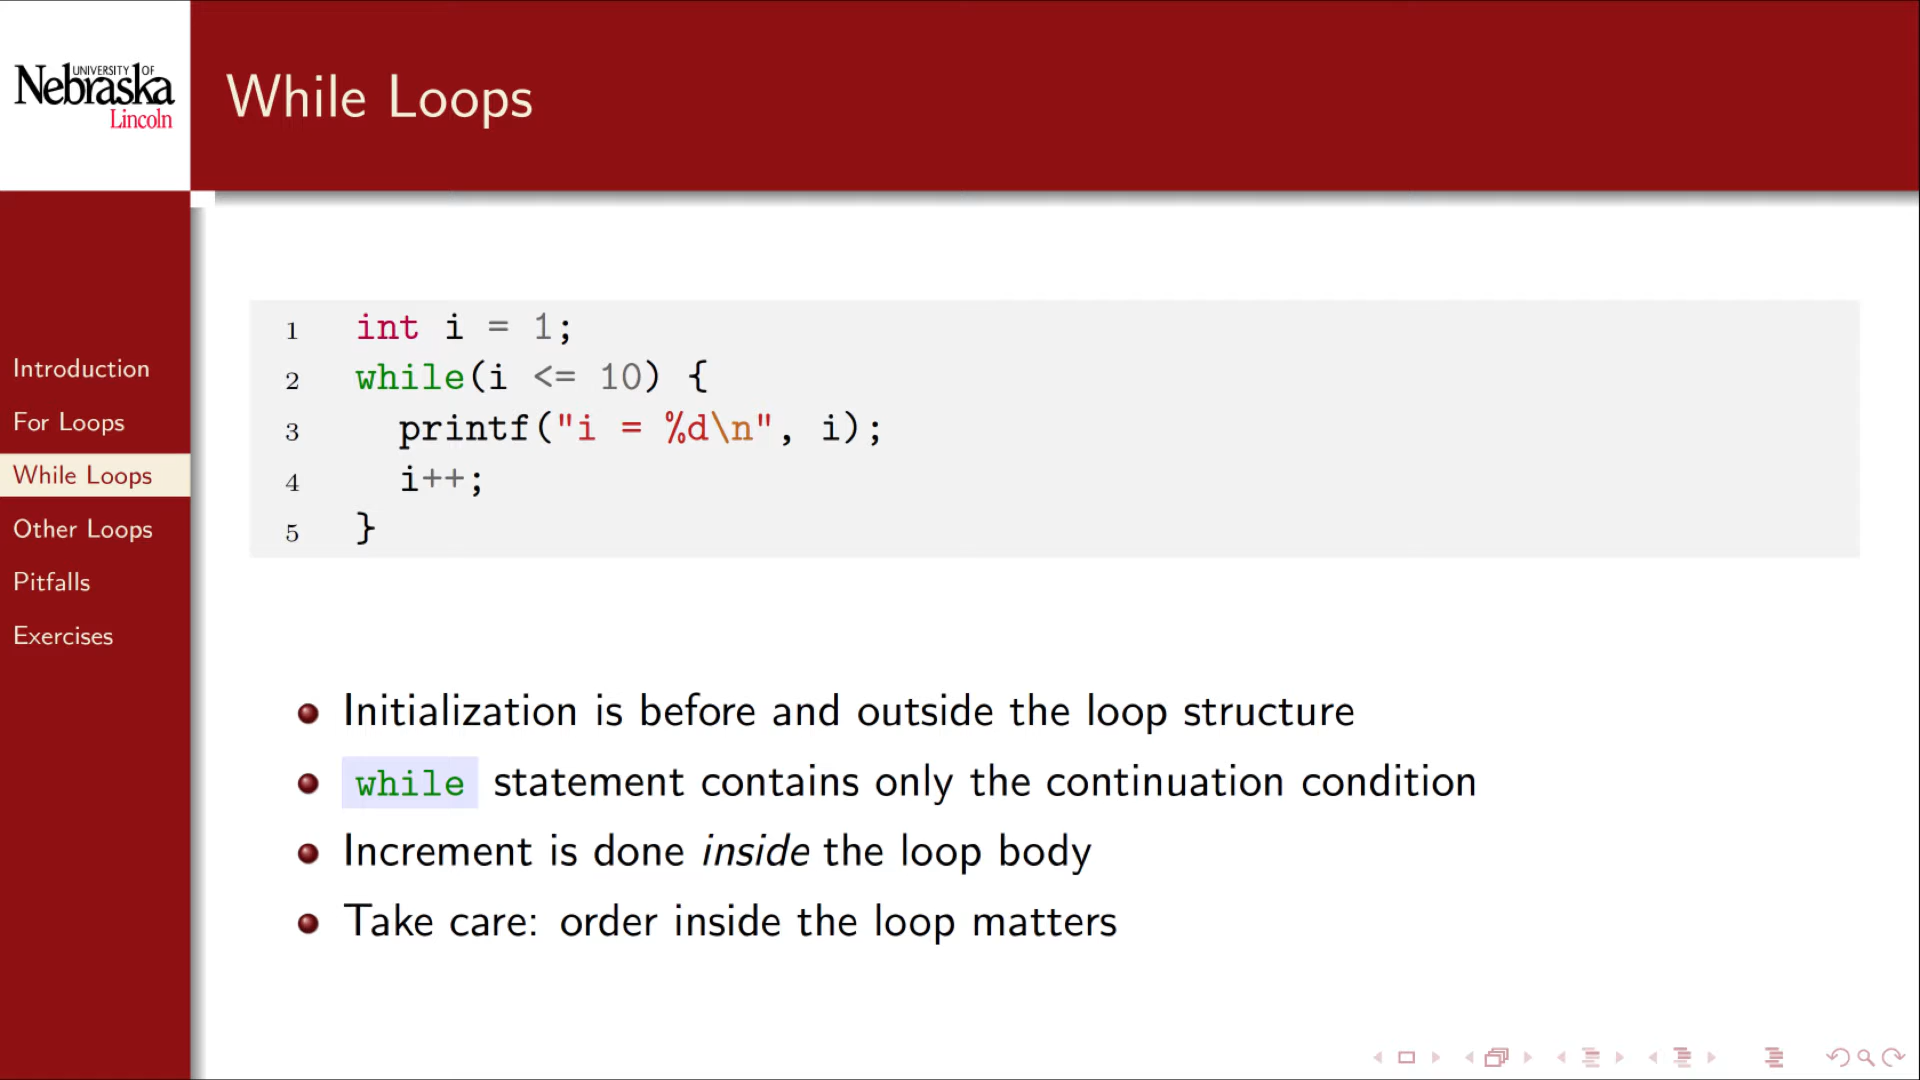 UNIVERSITY OF
Nebraska
Lincoln
While Loops
Introduction
For Loops
While Loops
Other Loops
Pitfalls
Exercises
1 int i = 1;
2 while(i <= 10) {
3 printf("i = %d\n", i);
4 i++;
5 }
Initialization is before and outside the loop structure
while statement contains only the continuation condition
Increment is done inside the loop body
Take care: order inside the loop matters